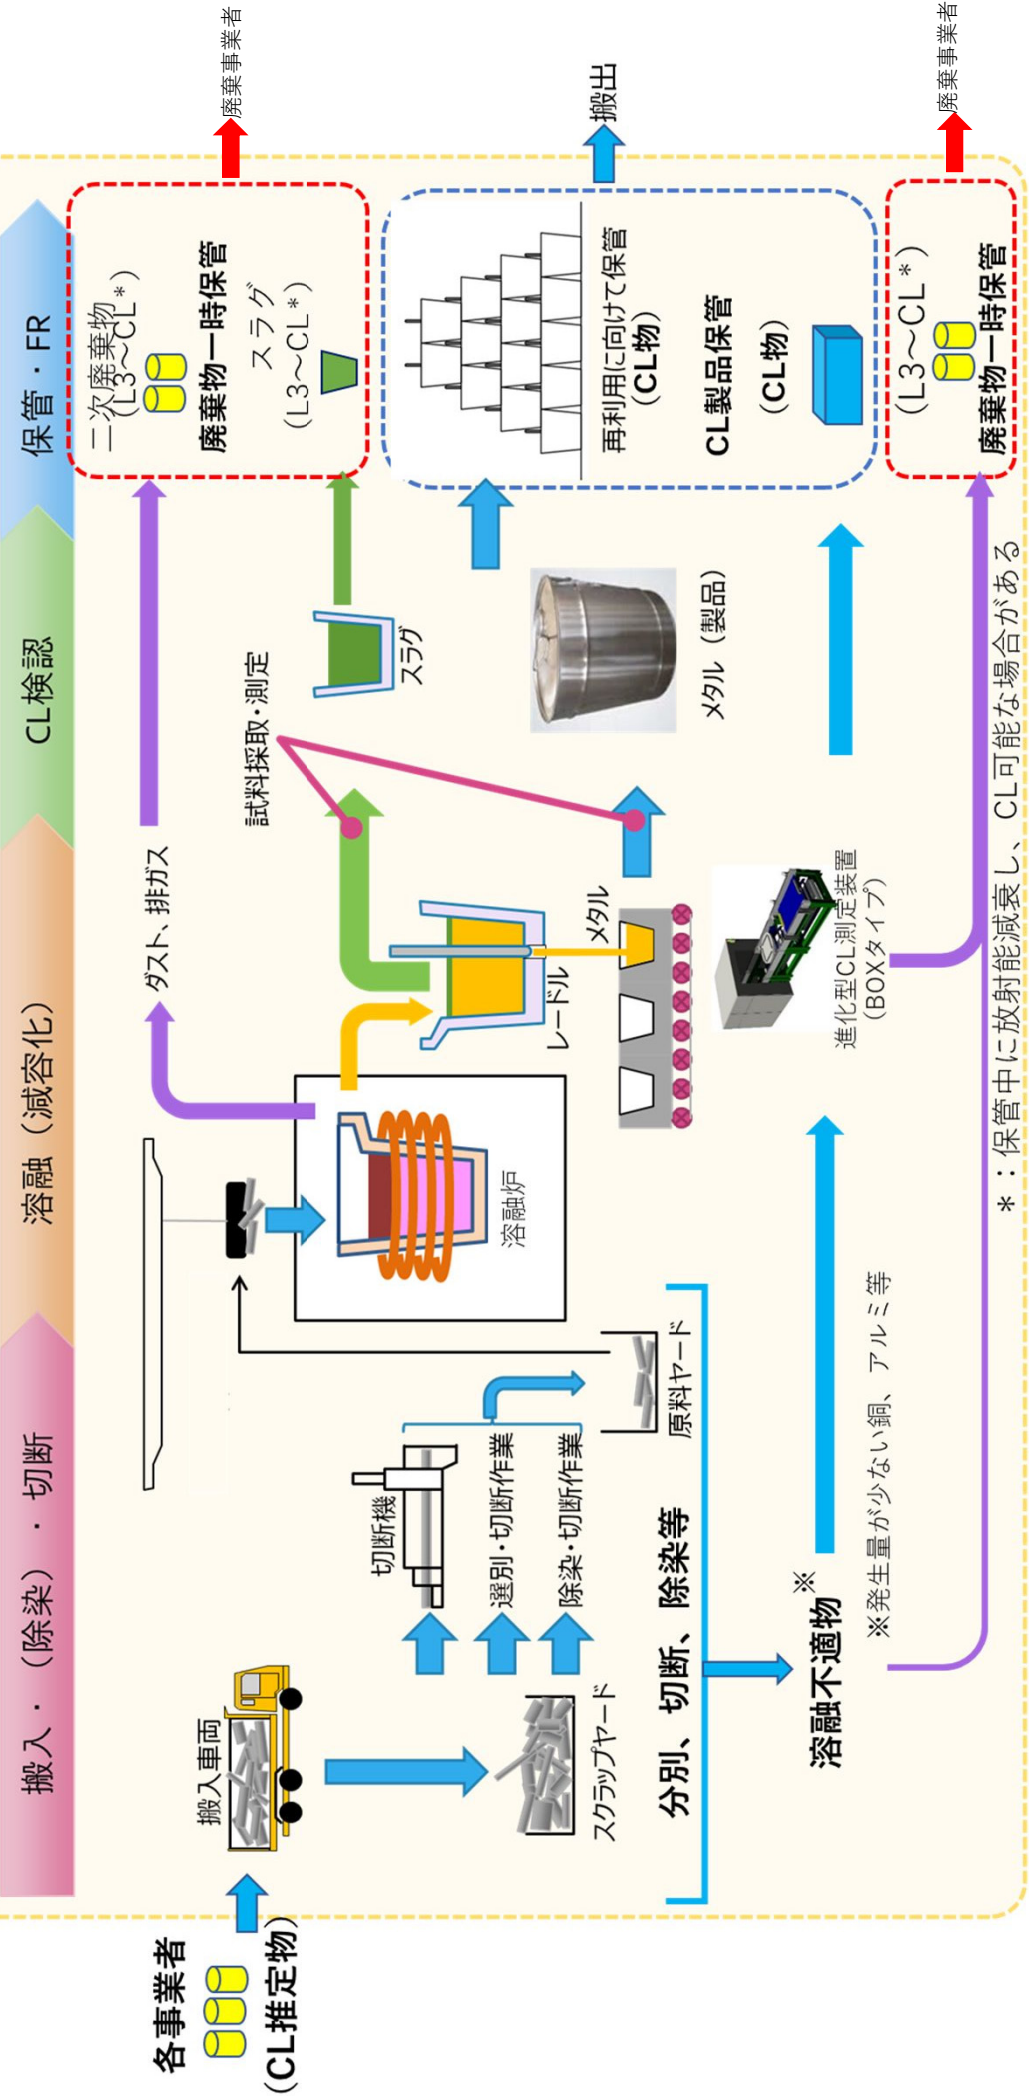 搬入・（除染）・切断
溶融（減容化）
CL検認
保管・FR
各事業者
（CL推定物）
搬入車両
スクラップヤード
切断機
選別・切断作業
除染・切断作業
原料ヤード
分別、切断、除染等
溶融不適物※
※発生量が少ない銅、アルミ等
溶融炉
ダスト、排ガス
レードル
メタル
試料採取・測定
スラグ
メタル（製品）
進化型CL測定装置
（BOXタイプ）
二次廃棄物
（L3～CL*）
廃棄物一時保管
スラグ
（L3～CL*）
廃棄事業者
再利用に向けて保管
（CL物）
CL製品保管
（CL物）
搬出
（L3～CL*）
廃棄物一時保管
廃棄事業者
*：保管中に放射能減衰し、CL可能な場合がある